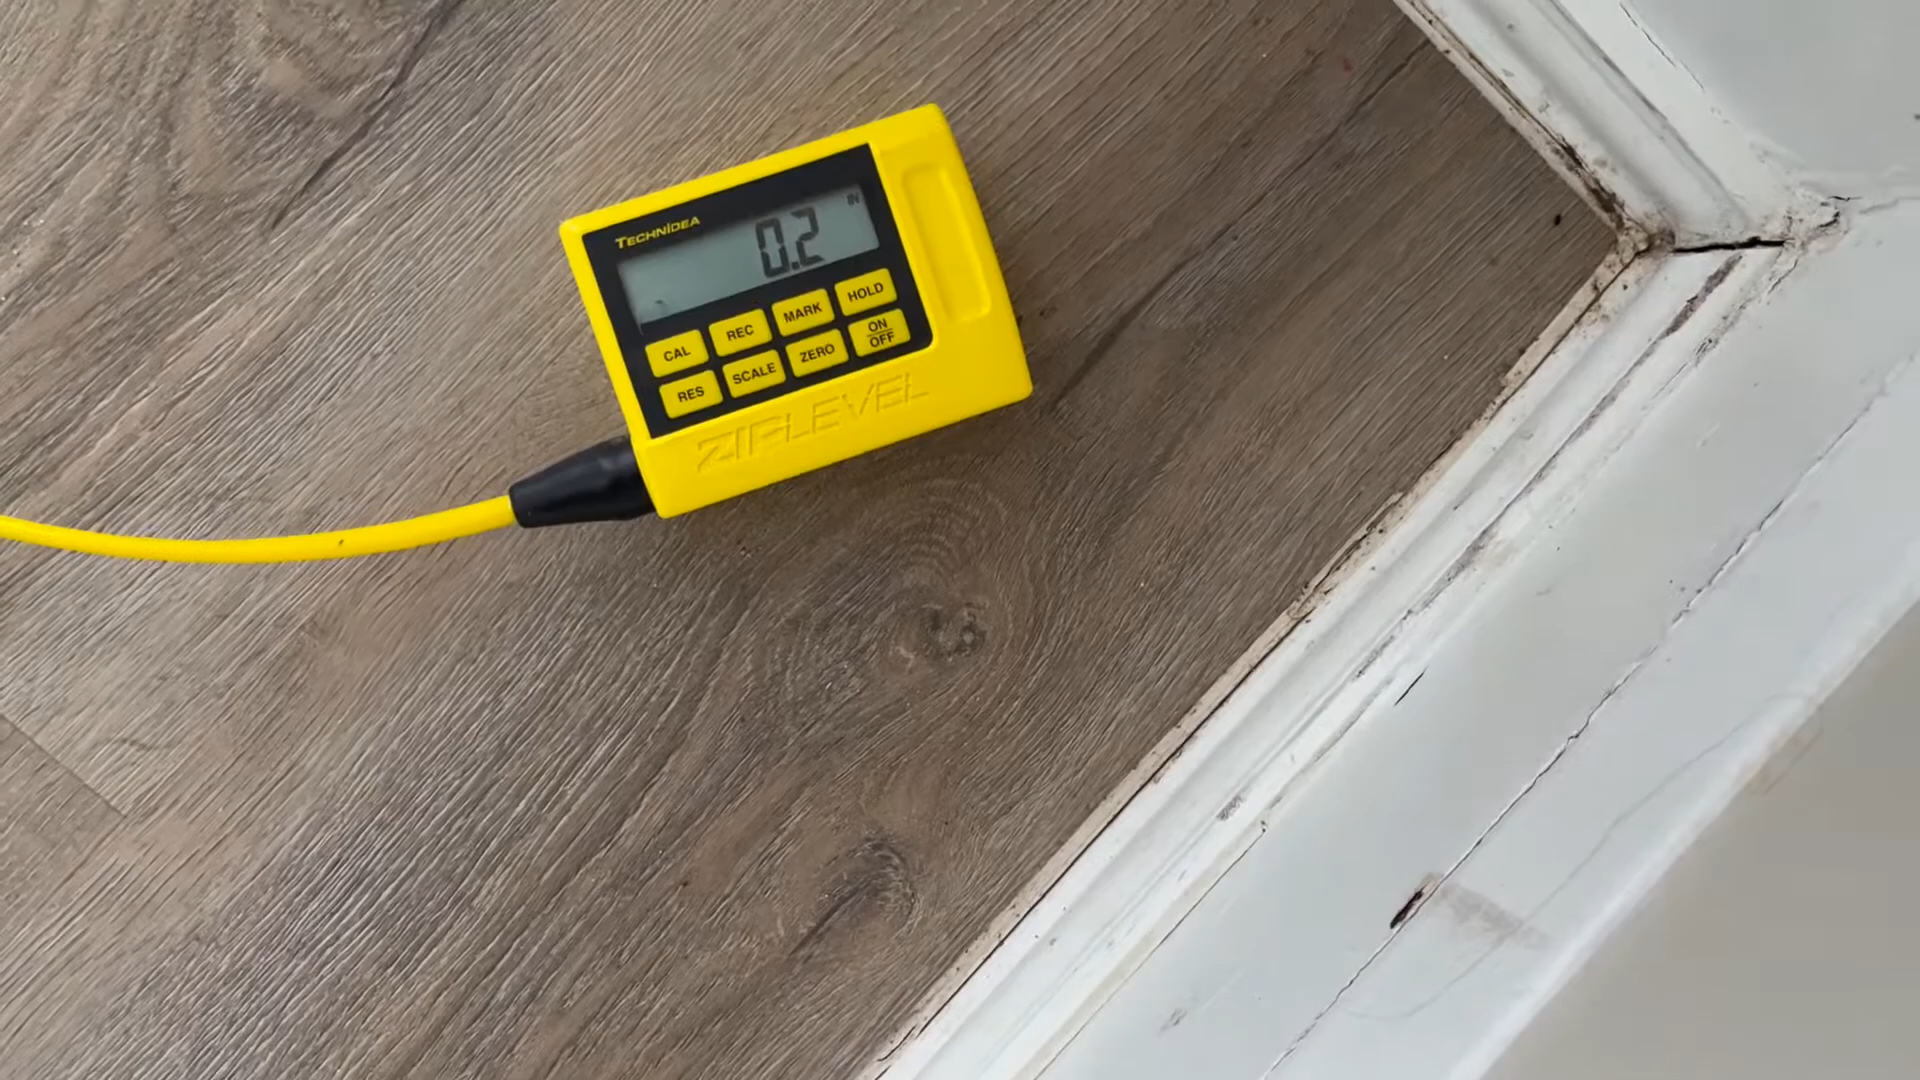 TECHNIDEA
IN
0.2
CAL REC MARK HOLD
RES SCALE ZERO ON/OFF
ZIPLEVEL